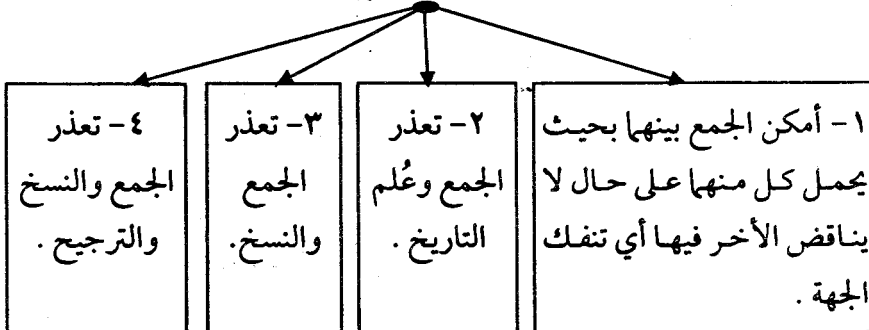 ١- أمكن الجمع بينهما بحيث
يحمل كل منهما على حال لا
يناقض الأخر فيها أي تنفك
الجهة .
٢- تعذر
الجمع وعُلم
التاريخ .
٣- تعذر
الجمع
والنسخ.
٤- تعذر
الجمع والنسخ
والترجيح .